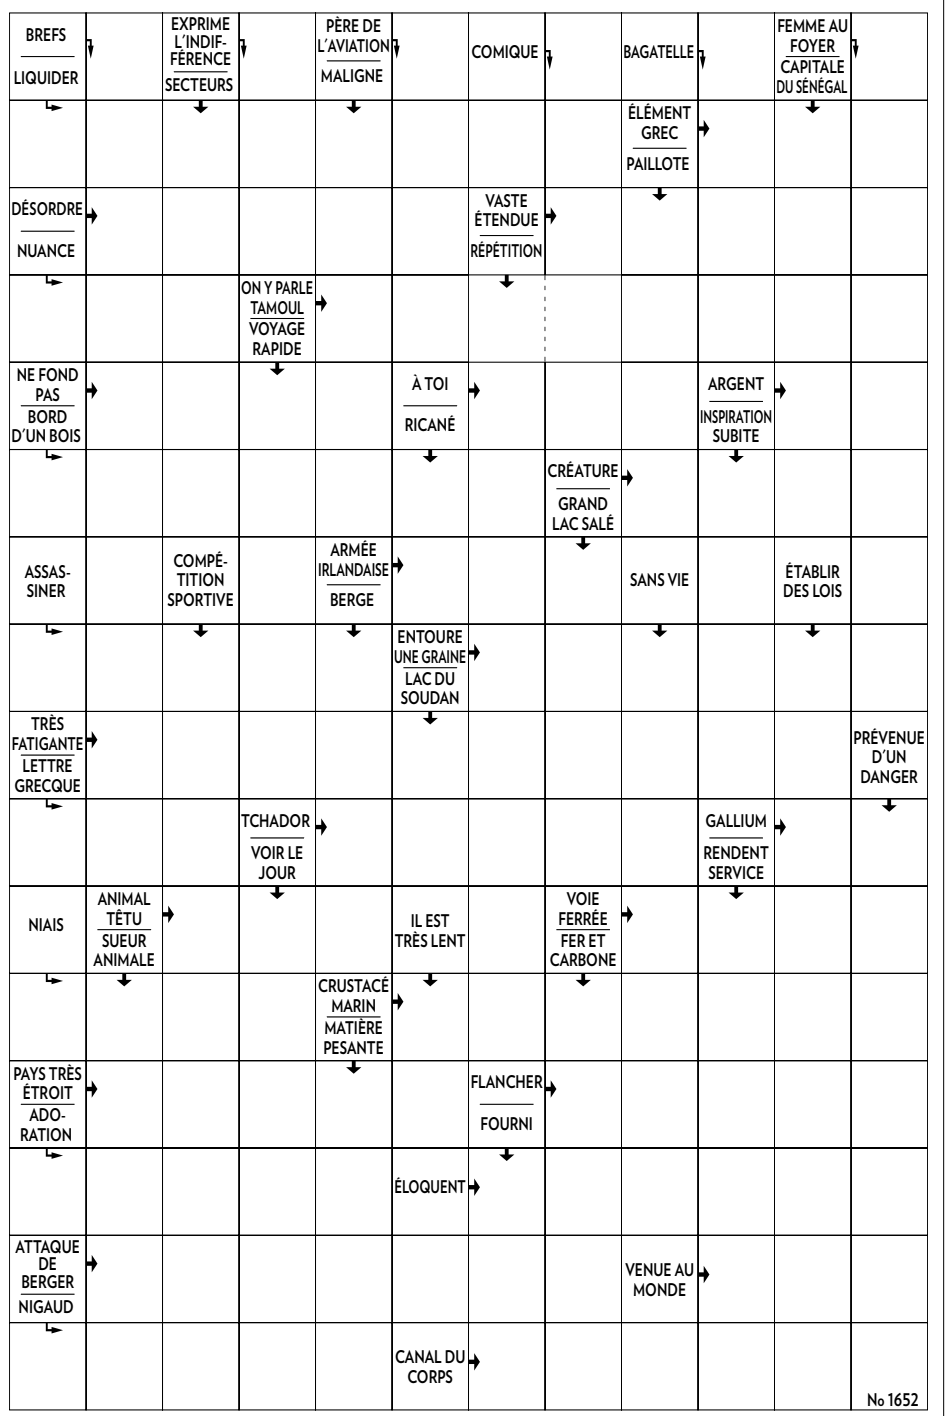 BREFS
LIQUIDER
EXPRIME
L'INDIF-
FÉRENCE
SECTEURS
PÈRE DE
L'AVIATION
MALIGNE
COMIQUE
BAGATELLE
FEMME AU
FOYER
CAPITALE
DU SÉNÉGAL
ÉLÉMENT
GREC
PAILLOTE
DÉSORDRE
NUANCE
VASTE
ÉTENDUE
RÉPÉTITION
ON Y PARLE
TAMOUL
VOYAGE
RAPIDE
NE FOND
PAS
BORD
D'UN BOIS
À TOI
RICANÉ
ARGENT
INSPIRATION
SUBITE
CRÉATURE
GRAND
LAC SALÉ
ASSAS-
SINER
COMPÉ-
TITION
SPORTIVE
ARMÉE
IRLANDAISE
BERGE
SANS VIE
ÉTABLIR
DES LOIS
ENTOURE
UNE GRAINE
LAC DU
SOUDAN
TRÈS
FATIGANTE
LETTRE
GRECQUE
PRÉVENUE
D'UN
DANGER
TCHADOR
VOIR LE
JOUR
GALLIUM
RENDENT
SERVICE
NIAIS
ANIMAL
TÊTU
SUEUR
ANIMALE
IL EST
TRÈS LENT
VOIE
FERRÉE
FER ET
CARBONE
CRUSTACÉ
MARIN
MATIÈRE
PESANTE
PAYS TRÈS
ÉTROIT
ADO-
RATION
FLANCHER
FOURNI
ÉLOQUENT
ATTAQUE
DE
BERGER
NIGAUD
VENUE AU
MONDE
CANAL DU
CORPS
No 1652